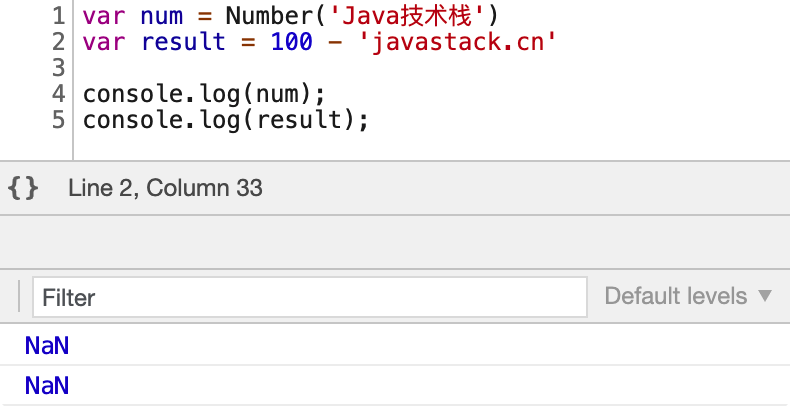 1 var num = Number('Java技术栈')
2 var result = 100 - 'javastack.cn'
3
4 console.log(num);
5 console.log(result);
{} Line 2, Column 33
Filter Default levels ▼
NaN
NaN